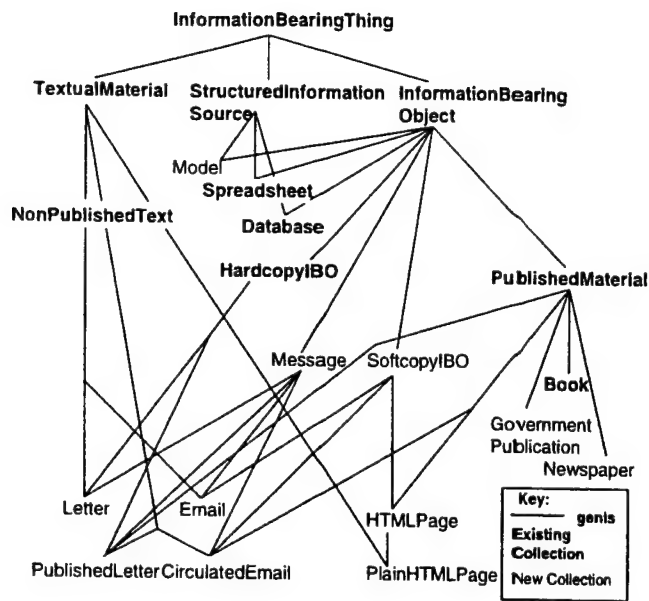 InformationBearingThing
TextualMaterial
StructuredInformation
Source
InformationBearing
Object
Model
Spreadsheet
NonPublishedText
Database
HardcopyIBO
PublishedMaterial
Message
SoftcopyIBO
Book
Government
Publication
Newspaper
Letter
Email
HTMLPage
PublishedLetter
CirculatedEmail
PlainHTMLPage
Key:
genls
Existing
Collection
New Collection